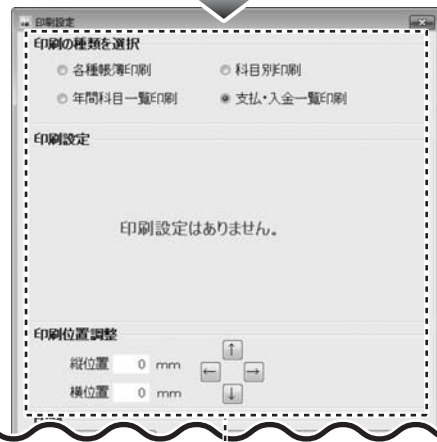 印刷設定
印刷の種類を選択
各種帳簿印刷 科目別印刷
年間科目一覧印刷 支払・入金一覧印刷
印刷設定
印刷設定はありません。
印刷位置調整
縦位置 0 mm
横位置 0 mm
↑
← →
↓